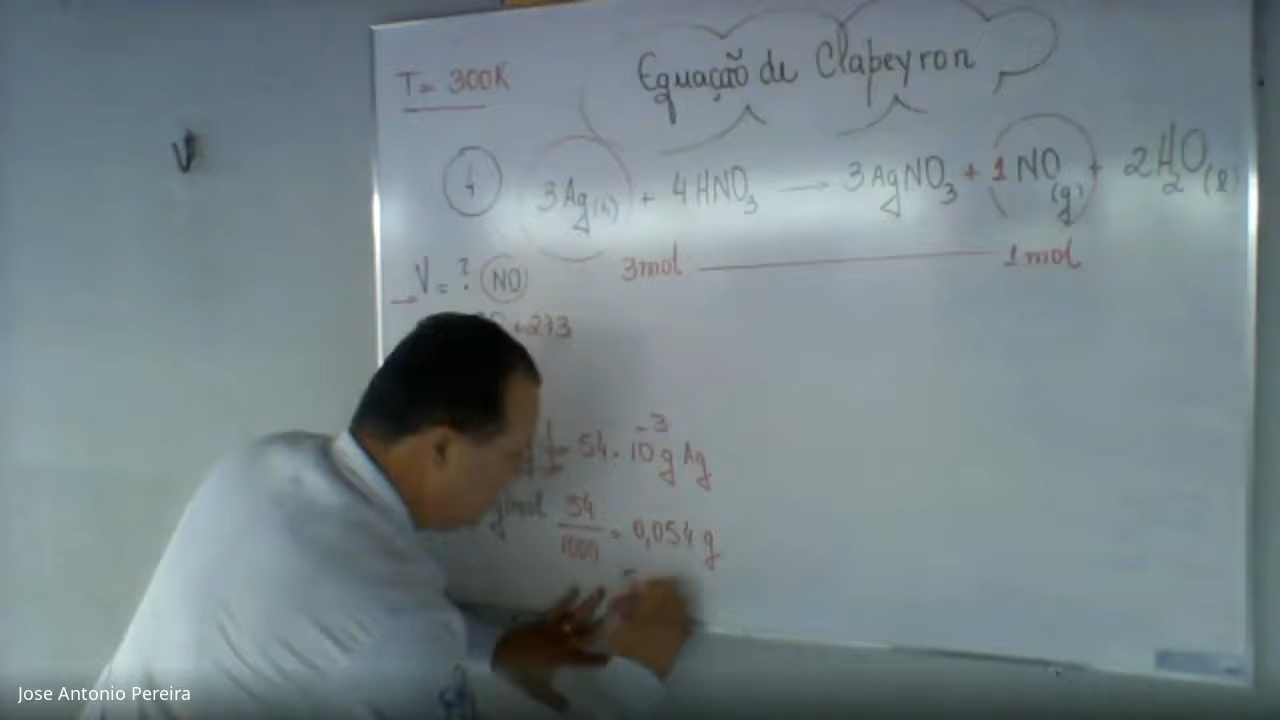 Equação de Clapeyron
T = 300K
4
3Ag(s) + 4HNO3 → 3AgNO3 + 1NO(g) + 2H2O(l)
V = ? NO
3mol — 1mol
+273
54.10^-3 g Ag
g/mol 54/1000 = 0,054 g
V
Jose Antonio Pereira